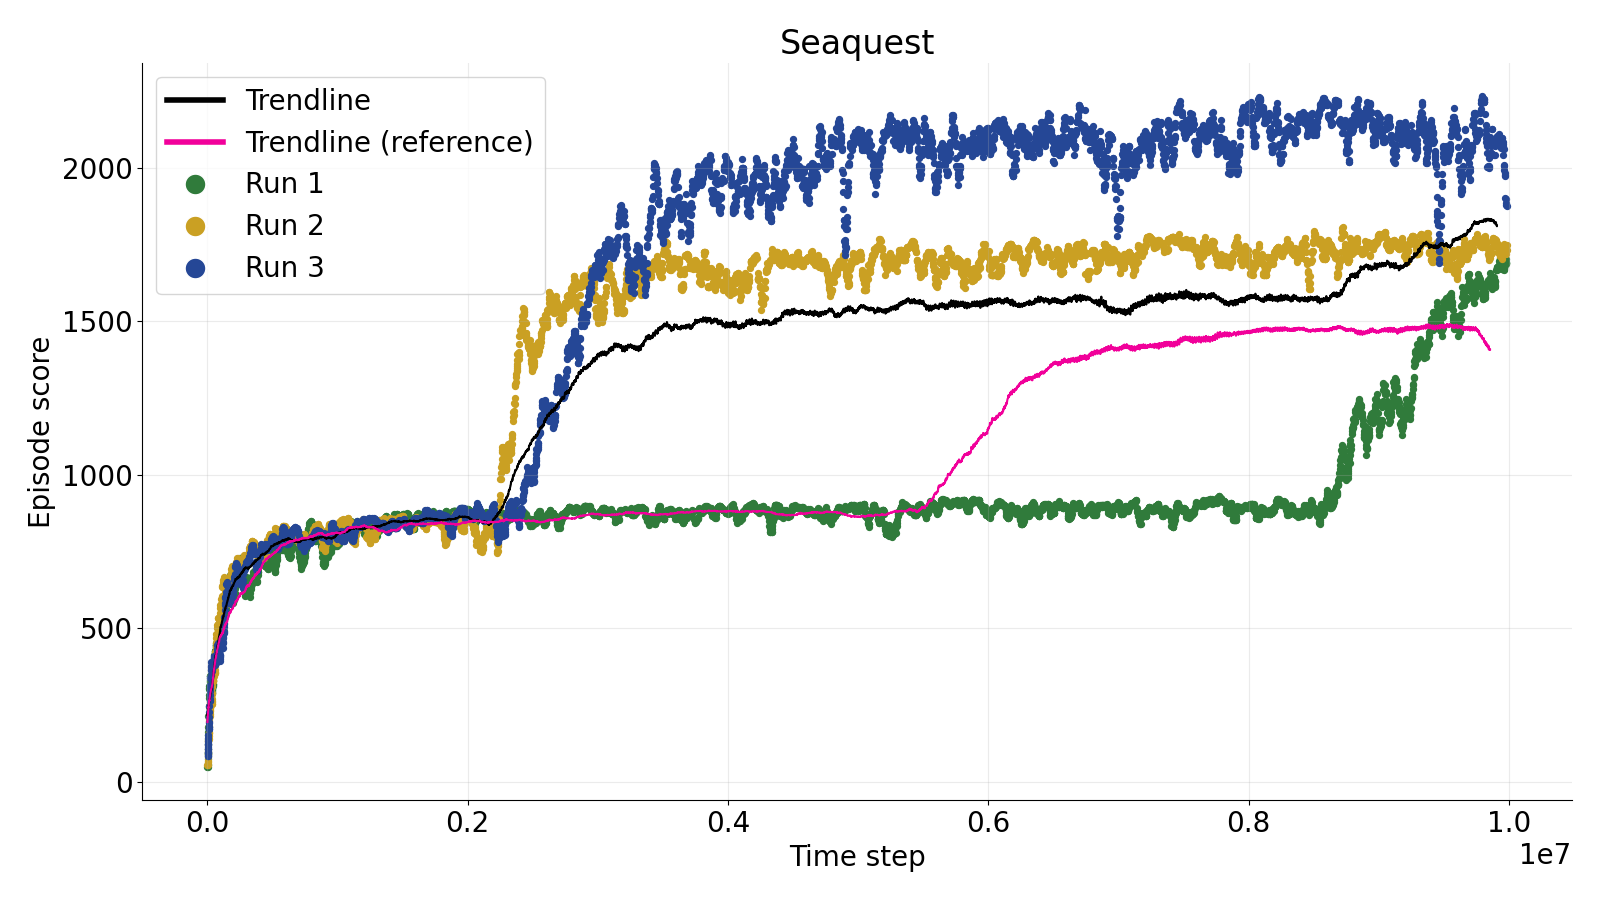 Seaquest
Trendline
Trendline (reference)
Run 1
Run 2
Run 3
Episode score
2000
1500
1000
500
0
0.0 0.2 0.4 0.6 0.8 1.0
Time step
1e7